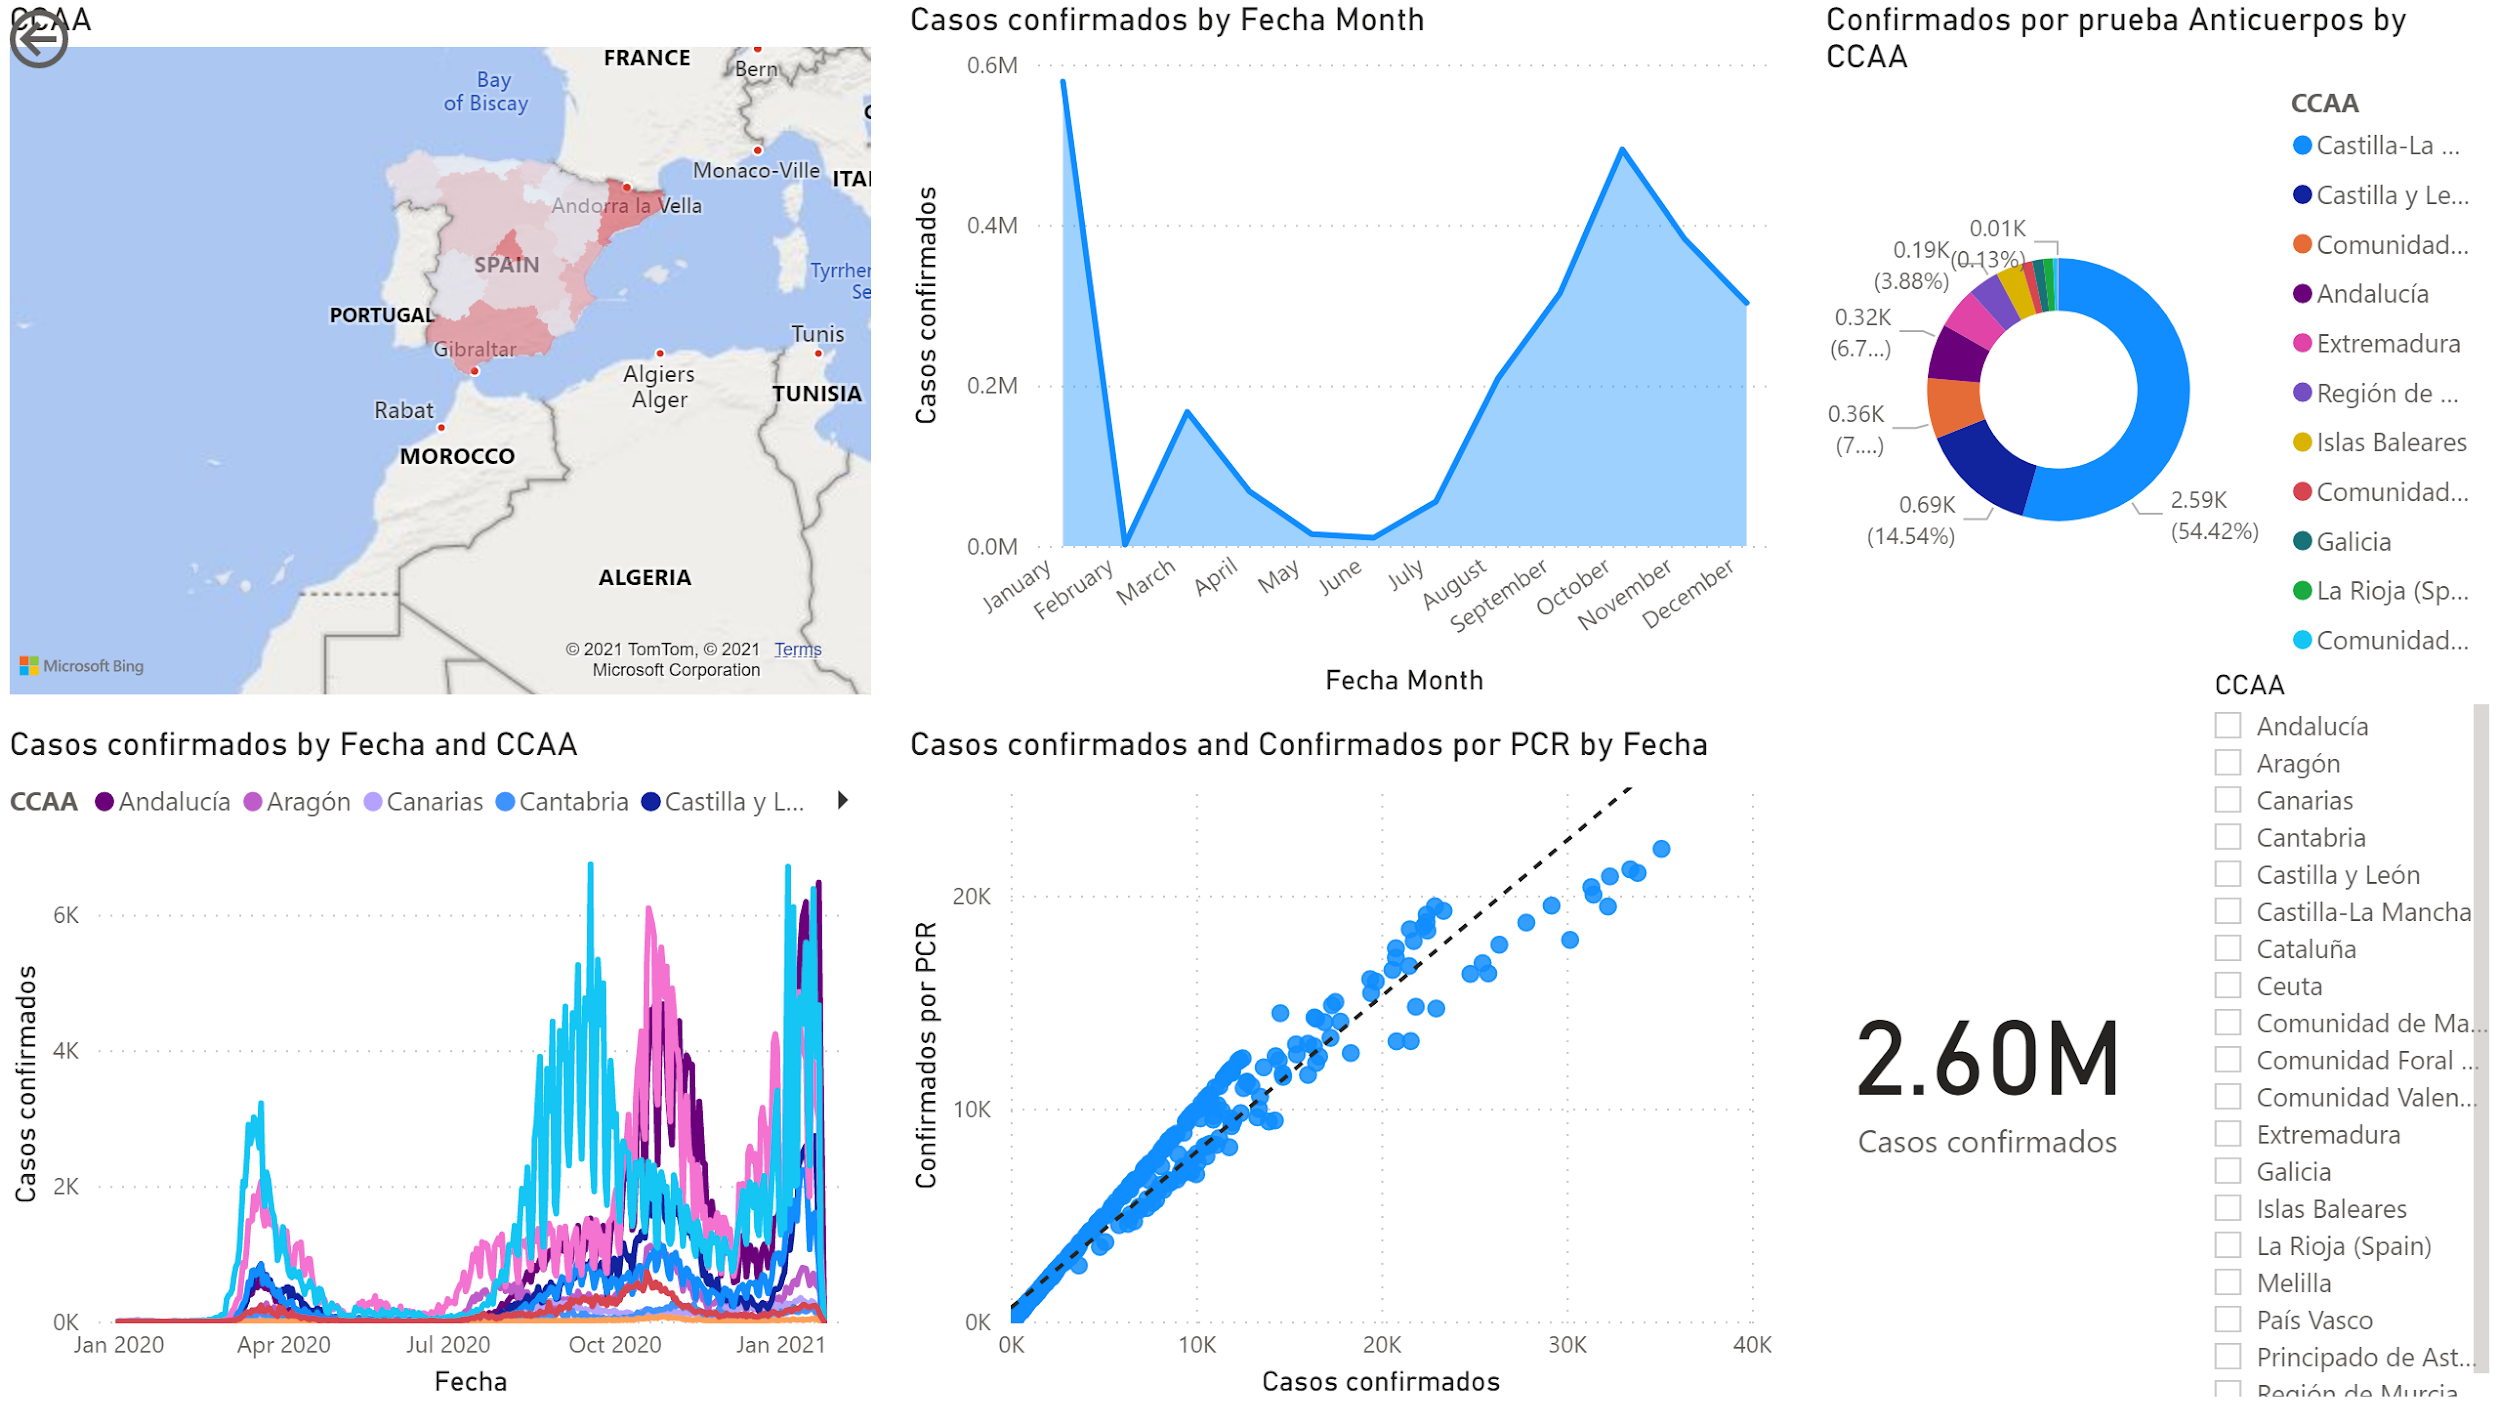 CCAA
FRANCE
Bern
Bay
of Biscay
Monaco-Ville
ITA
Andorra la Vella
SPAIN
Tyrrhe
Se
PORTUGAL
Gibraltar
Tunis
Algiers
Alger
TUNISIA
Rabat
MOROCCO
ALGERIA
© 2021 TomTom, © 2021 Terms
Microsoft Corporation
Microsoft Bing
Casos confirmados by Fecha Month
Casos confirmados
0.6M
0.4M
0.2M
0.0M
January
February
March
April
May
June
July
August
September
October
November
December
Fecha Month
Confirmados por prueba Anticuerpos by
CCAA
0.01K
(0.13%)
0.19K
(3.88%)
0.32K
(6.7...)
0.36K
(7....)
0.69K
(14.54%)
2.59K
(54.42%)
CCAA
Castilla-La ...
Castilla y Le...
Comunidad...
Andalucía
Extremadura
Región de ...
Islas Baleares
Comunidad...
Galicia
La Rioja (Sp...
Comunidad...
Casos confirmados by Fecha and CCAA
CCAA Andalucía Aragón Canarias Cantabria Castilla y L...
Casos confirmados
6K
4K
2K
0K
Jan 2020 Apr 2020 Jul 2020 Oct 2020 Jan 2021
Fecha
Casos confirmados and Confirmados por PCR by Fecha
Confirmados por PCR
20K
10K
0K
0K 10K 20K 30K 40K
Casos confirmados
2.60M
Casos confirmados
CCAA
Andalucía
Aragón
Canarias
Cantabria
Castilla y León
Castilla-La Mancha
Cataluña
Ceuta
Comunidad de Ma...
Comunidad Foral ...
Comunidad Valen...
Extremadura
Galicia
Islas Baleares
La Rioja (Spain)
Melilla
País Vasco
Principado de Ast...
Región de Murcia